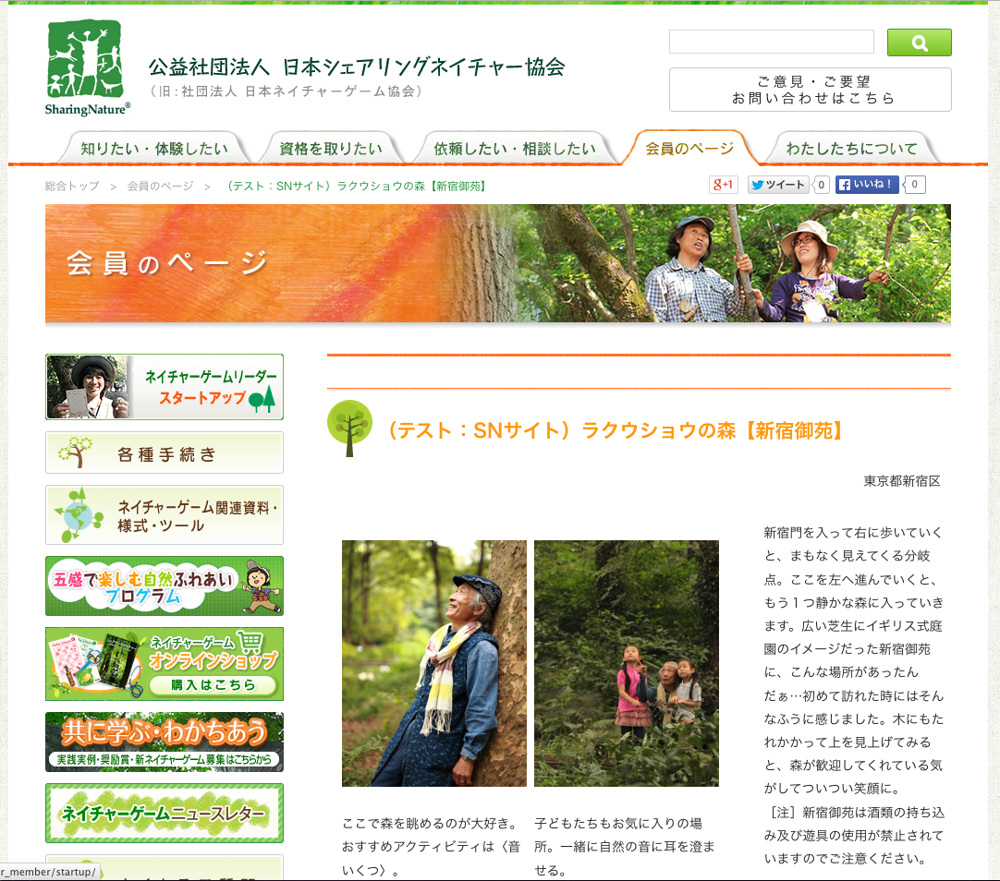 SharingNature®
公益社団法人 日本シェアリングネイチャー協会
（旧：社団法人 日本ネイチャーゲーム協会）
ご意見・ご要望
お問い合わせはこちら
知りたい・体験したい
資格を取りたい
依頼したい・相談したい
会員のページ
わたしたちについて
総合トップ > 会員のページ > （テスト：SNサイト）ラクウショウの森【新宿御苑】
g+1
ツイート
0
いいね！
0
会員のページ
ネイチャーゲームリーダー
スタートアップ
各種手続き
ネイチャーゲーム関連資料・
様式・ツール
五感で楽しむ自然ふれあい
プログラム
ネイチャーゲーム
オンラインショップ
購入はこちら
共に学ぶ・わかちあう
実践実例・奨励賞・新ネイチャーゲーム募集はこちらから
ネイチャーゲームニュースレター
r_member/startup/
（テスト：SNサイト）ラクウショウの森【新宿御苑】
東京都新宿区
ここで森を眺めるのが大好き。
おすすめアクティビティは〈音
いくつ〉。
子どもたちもお気に入りの場
所。一緒に自然の音に耳を澄ま
せる。
新宿門を入って右に歩いていく
と、まもなく見えてくる分岐
点。ここを左へ進んでいくと、
もう１つ静かな森に入っていき
ます。広い芝生にイギリス式庭
園のイメージだった新宿御苑
に、こんな場所があったん
だぁ…初めて訪れた時にはそん
なふうに感じました。木にもた
れかかって上を見上げてみる
と、森が歓迎してくれている気
がしてついつい笑顔に。
［注］新宿御苑は酒類の持ち込
み及び遊具の使用が禁止されて
いますのでご注意ください。